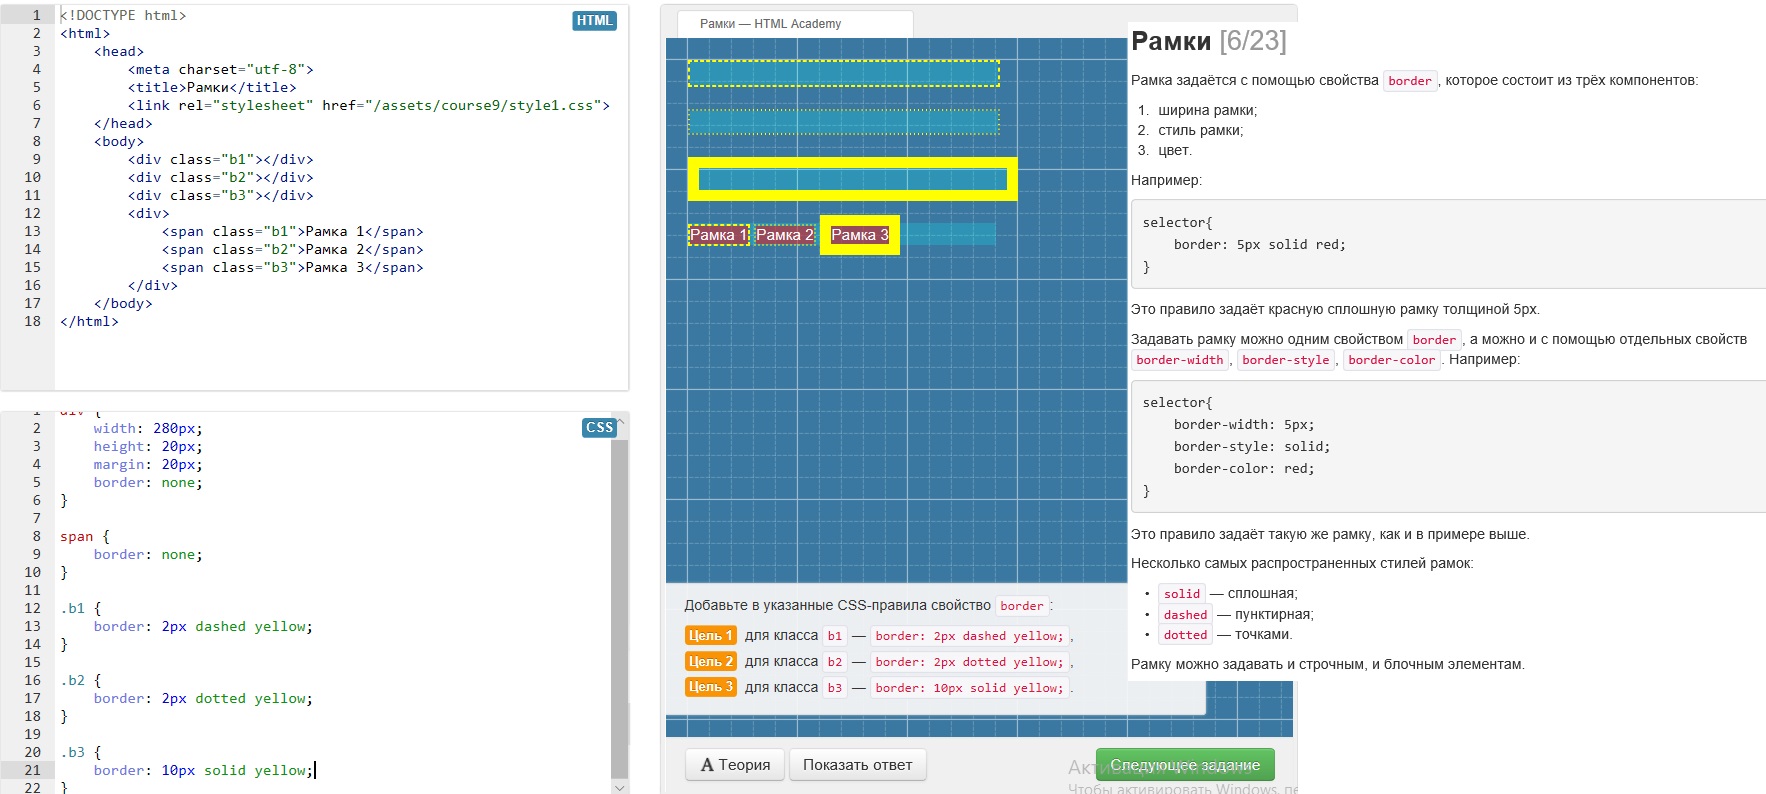 1 <!DOCTYPE html>
HTML
2 <html>
3 <head>
4 <meta charset="utf-8">
5 <title>Рамки</title>
6 <link rel="stylesheet" href="/assets/course9/style1.css">
7 </head>
8 <body>
9 <div class="b1"></div>
10 <div class="b2"></div>
11 <div class="b3"></div>
12 <div>
13 <span class="b1">Рамка 1</span>
14 <span class="b2">Рамка 2</span>
15 <span class="b3">Рамка 3</span>
16 </div>
17 </body>
18 </html>
1 div {
CSS
2 width: 280px;
3 height: 20px;
4 margin: 20px;
5 border: none;
6 }
7
8 span {
9 border: none;
10 }
11
12 .b1 {
13 border: 2px dashed yellow;
14 }
15
16 .b2 {
17 border: 2px dotted yellow;
18 }
19
20 .b3 {
21 border: 10px solid yellow;
22 }
Рамки — HTML Academy
Рамка 1 Рамка 2 Рамка 3
Добавьте в указанные CSS-правила свойство border:
Цель 1 для класса b1 — border: 2px dashed yellow; ,
Цель 2 для класса b2 — border: 2px dotted yellow; ,
Цель 3 для класса b3 — border: 10px solid yellow; .
A Теория
Показать ответ
Следующее задание
Рамки [6/23]
Рамка задаётся с помощью свойства border, которое состоит из трёх компонентов:
1. ширина рамки;
2. стиль рамки;
3. цвет.
Например:
selector{
border: 5px solid red;
}
Это правило задаёт красную сплошную рамку толщиной 5px.
Задавать рамку можно одним свойством border, а можно и с помощью отдельных свойств
border-width, border-style, border-color. Например:
selector{
border-width: 5px;
border-style: solid;
border-color: red;
}
Это правило задаёт такую же рамку, как и в примере выше.
Несколько самых распространенных стилей рамок:
• solid — сплошная;
• dashed — пунктирная;
• dotted — точками.
Рамку можно задавать и строчным, и блочным элементам.
Активация Windows
Чтобы активировать Windows,